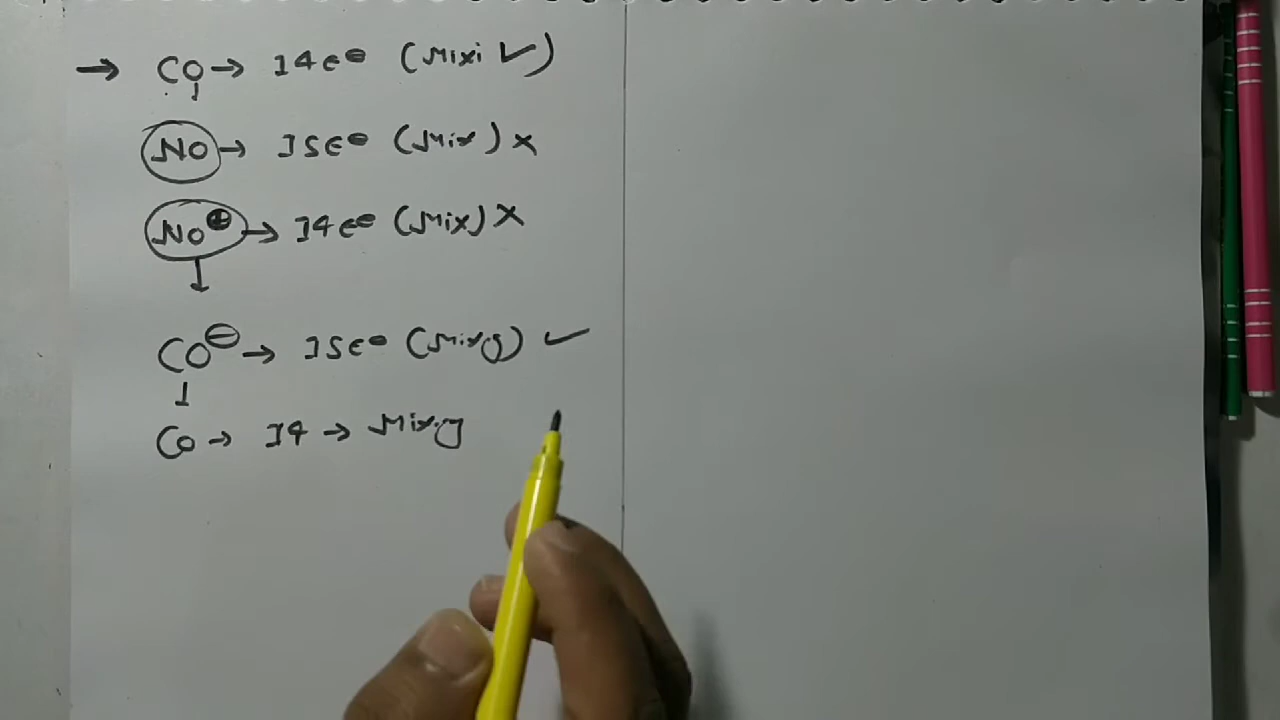 → CO → 14e⊖ (Mixi ✓)
NO → 15e⊖ (Mix) ×
NO⊕ → 14e⊖ (Mix) ×
CO⊖ → 15e⊖ (Mixg) ✓
CO → 14 → Mixg